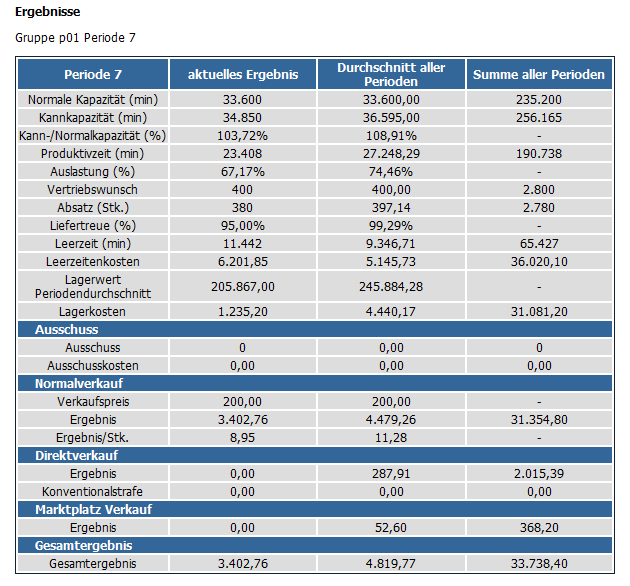 Ergebnisse
Gruppe p01 Periode 7
Periode 7 aktuelles Ergebnis Durchschnitt aller Perioden Summe aller Perioden
Normale Kapazität (min) 33.600 33.600,00 235.200
Kannkapazität (min) 34.850 36.595,00 256.165
Kann-/Normalkapazität (%) 103,72% 108,91% -
Produktivzeit (min) 23.408 27.248,29 190.738
Auslastung (%) 67,17% 74,46% -
Vertriebswunsch 400 400,00 2.800
Absatz (Stk.) 380 397,14 2.780
Liefertreue (%) 95,00% 99,29% -
Leerzeit (min) 11.442 9.346,71 65.427
Leerzeitenkosten 6.201,85 5.145,73 36.020,10
Lagerwert Periodendurchschnitt 205.867,00 245.884,28 -
Lagerkosten 1.235,20 4.440,17 31.081,20
Ausschuss
Ausschuss 0 0,00 0
Ausschusskosten 0,00 0,00 0,00
Normalverkauf
Verkaufspreis 200,00 200,00 -
Ergebnis 3.402,76 4.479,26 31.354,80
Ergebnis/Stk. 8,95 11,28 -
Direktverkauf
Ergebnis 0,00 287,91 2.015,39
Konventionalstrafe 0,00 0,00 0,00
Marktplatz Verkauf
Ergebnis 0,00 52,60 368,20
Gesamtergebnis
Gesamtergebnis 3.402,76 4.819,77 33.738,40